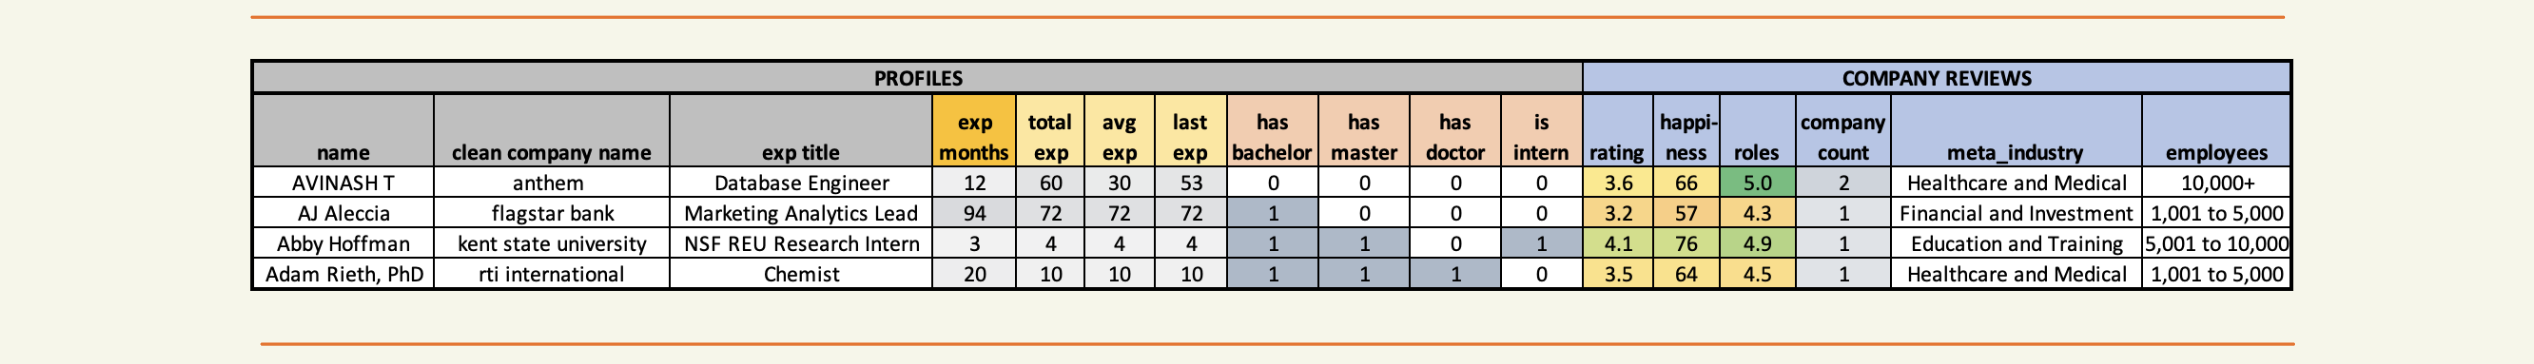 PROFILES COMPANY REVIEWS
name clean company name exp title exp months total exp avg exp last exp has bachelor has master has doctor is intern rating happi-ness roles company count meta_industry employees
AVINASH T anthem Database Engineer 12 60 30 53 0 0 0 0 3.6 66 5.0 2 Healthcare and Medical 10,000+
AJ Aleccia flagstar bank Marketing Analytics Lead 94 72 72 72 1 0 0 0 3.2 57 4.3 1 Financial and Investment 1,001 to 5,000
Abby Hoffman kent state university NSF REU Research Intern 3 4 4 4 1 1 0 1 4.1 76 4.9 1 Education and Training 5,001 to 10,000
Adam Rieth, PhD rti international Chemist 20 10 10 10 1 1 1 0 3.5 64 4.5 1 Healthcare and Medical 1,001 to 5,000